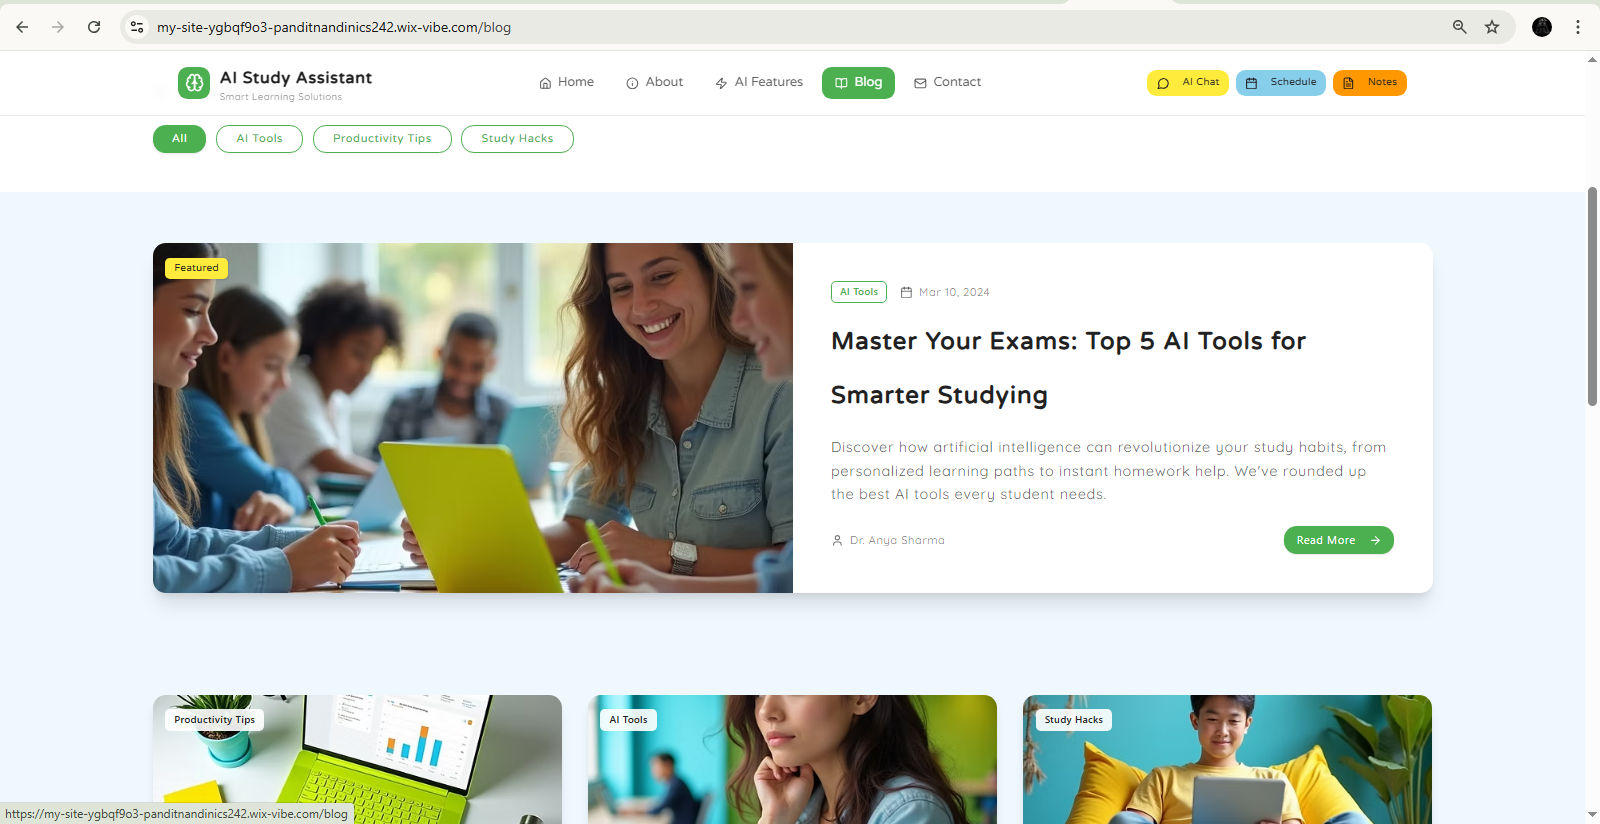 my-site-ygbqf9o3-panditnandinics242.wix-vibe.com/blog
AI Study Assistant
Smart Learning Solutions
Home
About
AI Features
Blog
Contact
AI Chat
Schedule
Notes
All
AI Tools
Productivity Tips
Study Hacks
Featured
AI Tools
Mar 10, 2024
Master Your Exams: Top 5 AI Tools for
Smarter Studying
Discover how artificial intelligence can revolutionize your study habits, from
personalized learning paths to instant homework help. We've rounded up
the best AI tools every student needs.
Dr. Anya Sharma
Read More
Productivity Tips
AI Tools
Study Hacks
https://my-site-ygbqf9o3-panditnandinics242.wix-vibe.com/blog